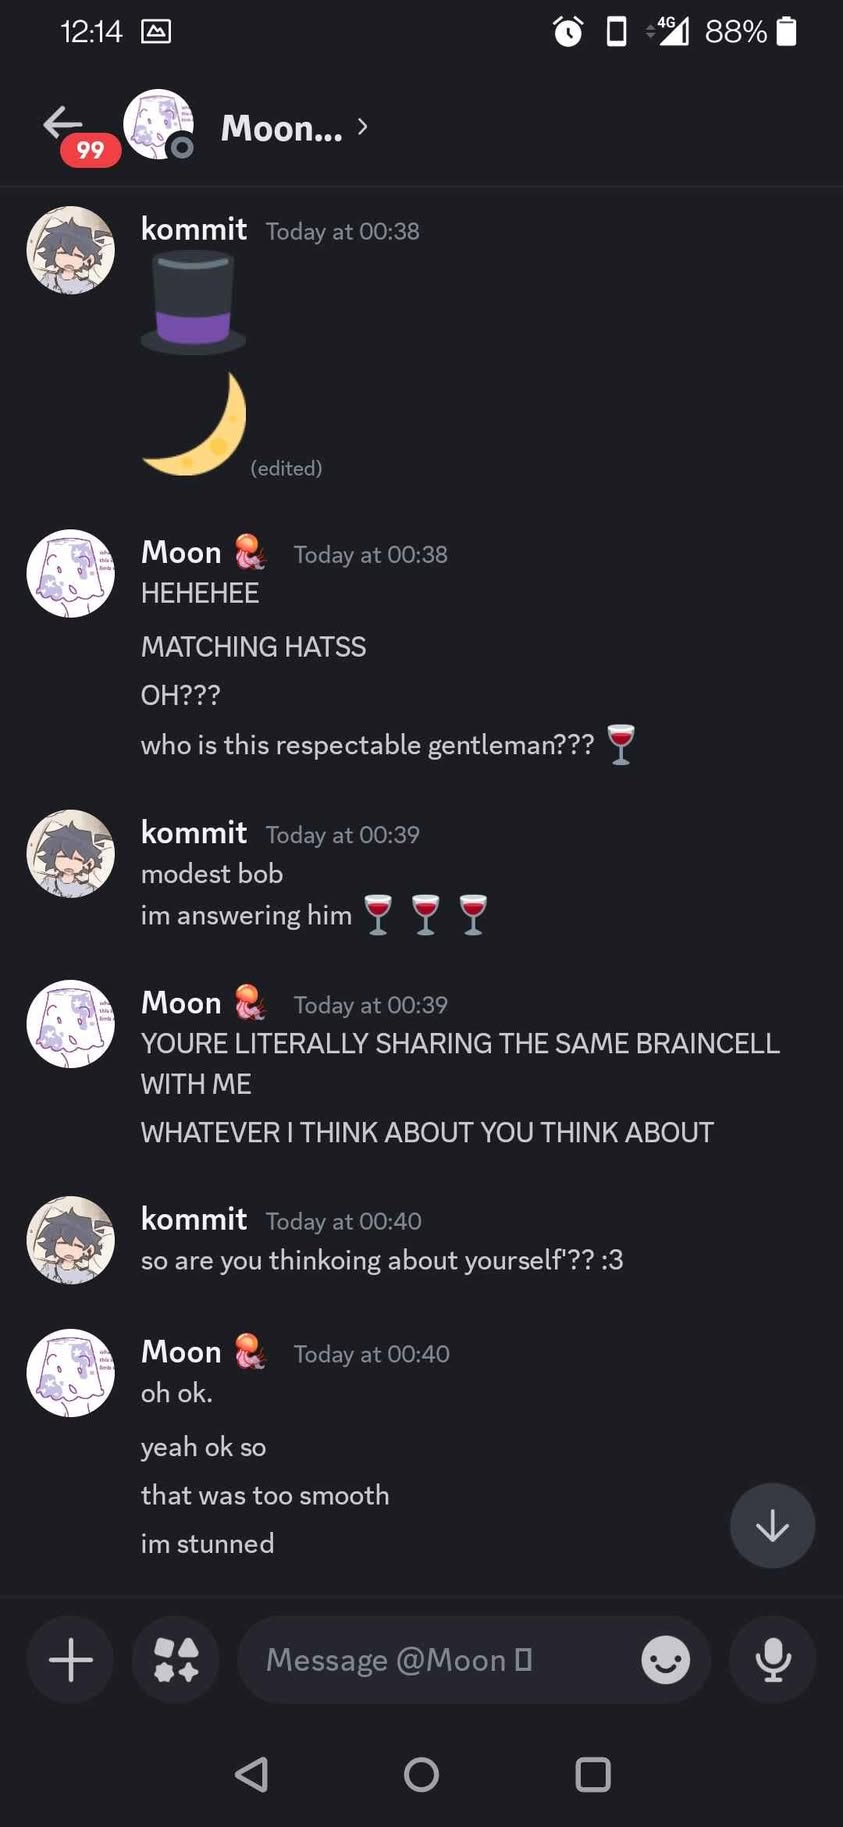 12:14
4G
88%
99
Moon...
kommit Today at 00:38
(edited)
Moon Today at 00:38
HEHEHEE
MATCHING HATSS
OH???
who is this respectable gentleman???
kommit Today at 00:39
modest bob
im answering him
Moon Today at 00:39
YOURE LITERALLY SHARING THE SAME BRAINCELL
WITH ME
WHATEVER I THINK ABOUT YOU THINK ABOUT
kommit Today at 00:40
so are you thinkoing about yourself'?? :3
Moon Today at 00:40
oh ok.
yeah ok so
that was too smooth
im stunned
Message @Moon